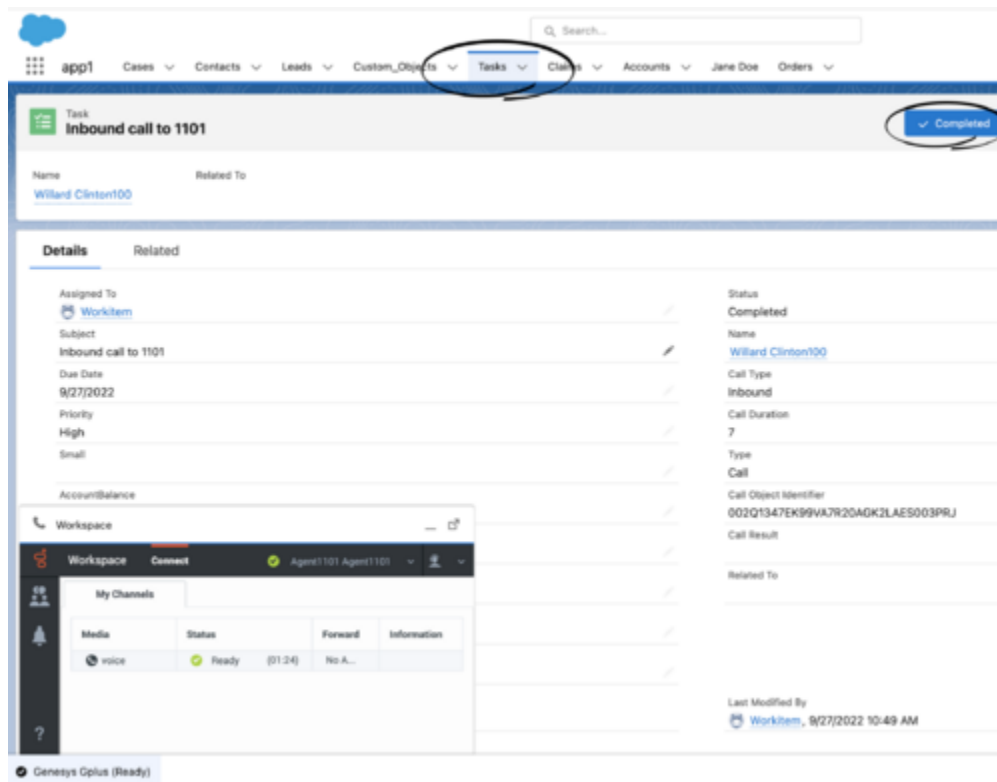 Search...
app1 Cases Contacts Leads Custom_Objects Tasks Claims Accounts Jane Doe Orders
Task
Inbound call to 1101
Completed
Name Related To
Willard Clinton100
Details Related
Assigned To
Workitem
Subject
Inbound call to 1101
Due Date
9/27/2022
Priority
High
Small
AccountBalance
Status
Completed
Name
Willard Clinton100
Call Type
Inbound
Call Duration
7
Type
Call
Call Object Identifier
002Q1347EK99VA7R20AGK2LAES003PRJ
Call Result
Related To
Last Modified By
Workitem, 9/27/2022 10:49 AM
Workspace
Workspace Connect Agent1101 Agent1101
My Channels
Media Status Forward Information
voice Ready (01:24) No A...
?
Genesys Gplus (Ready)